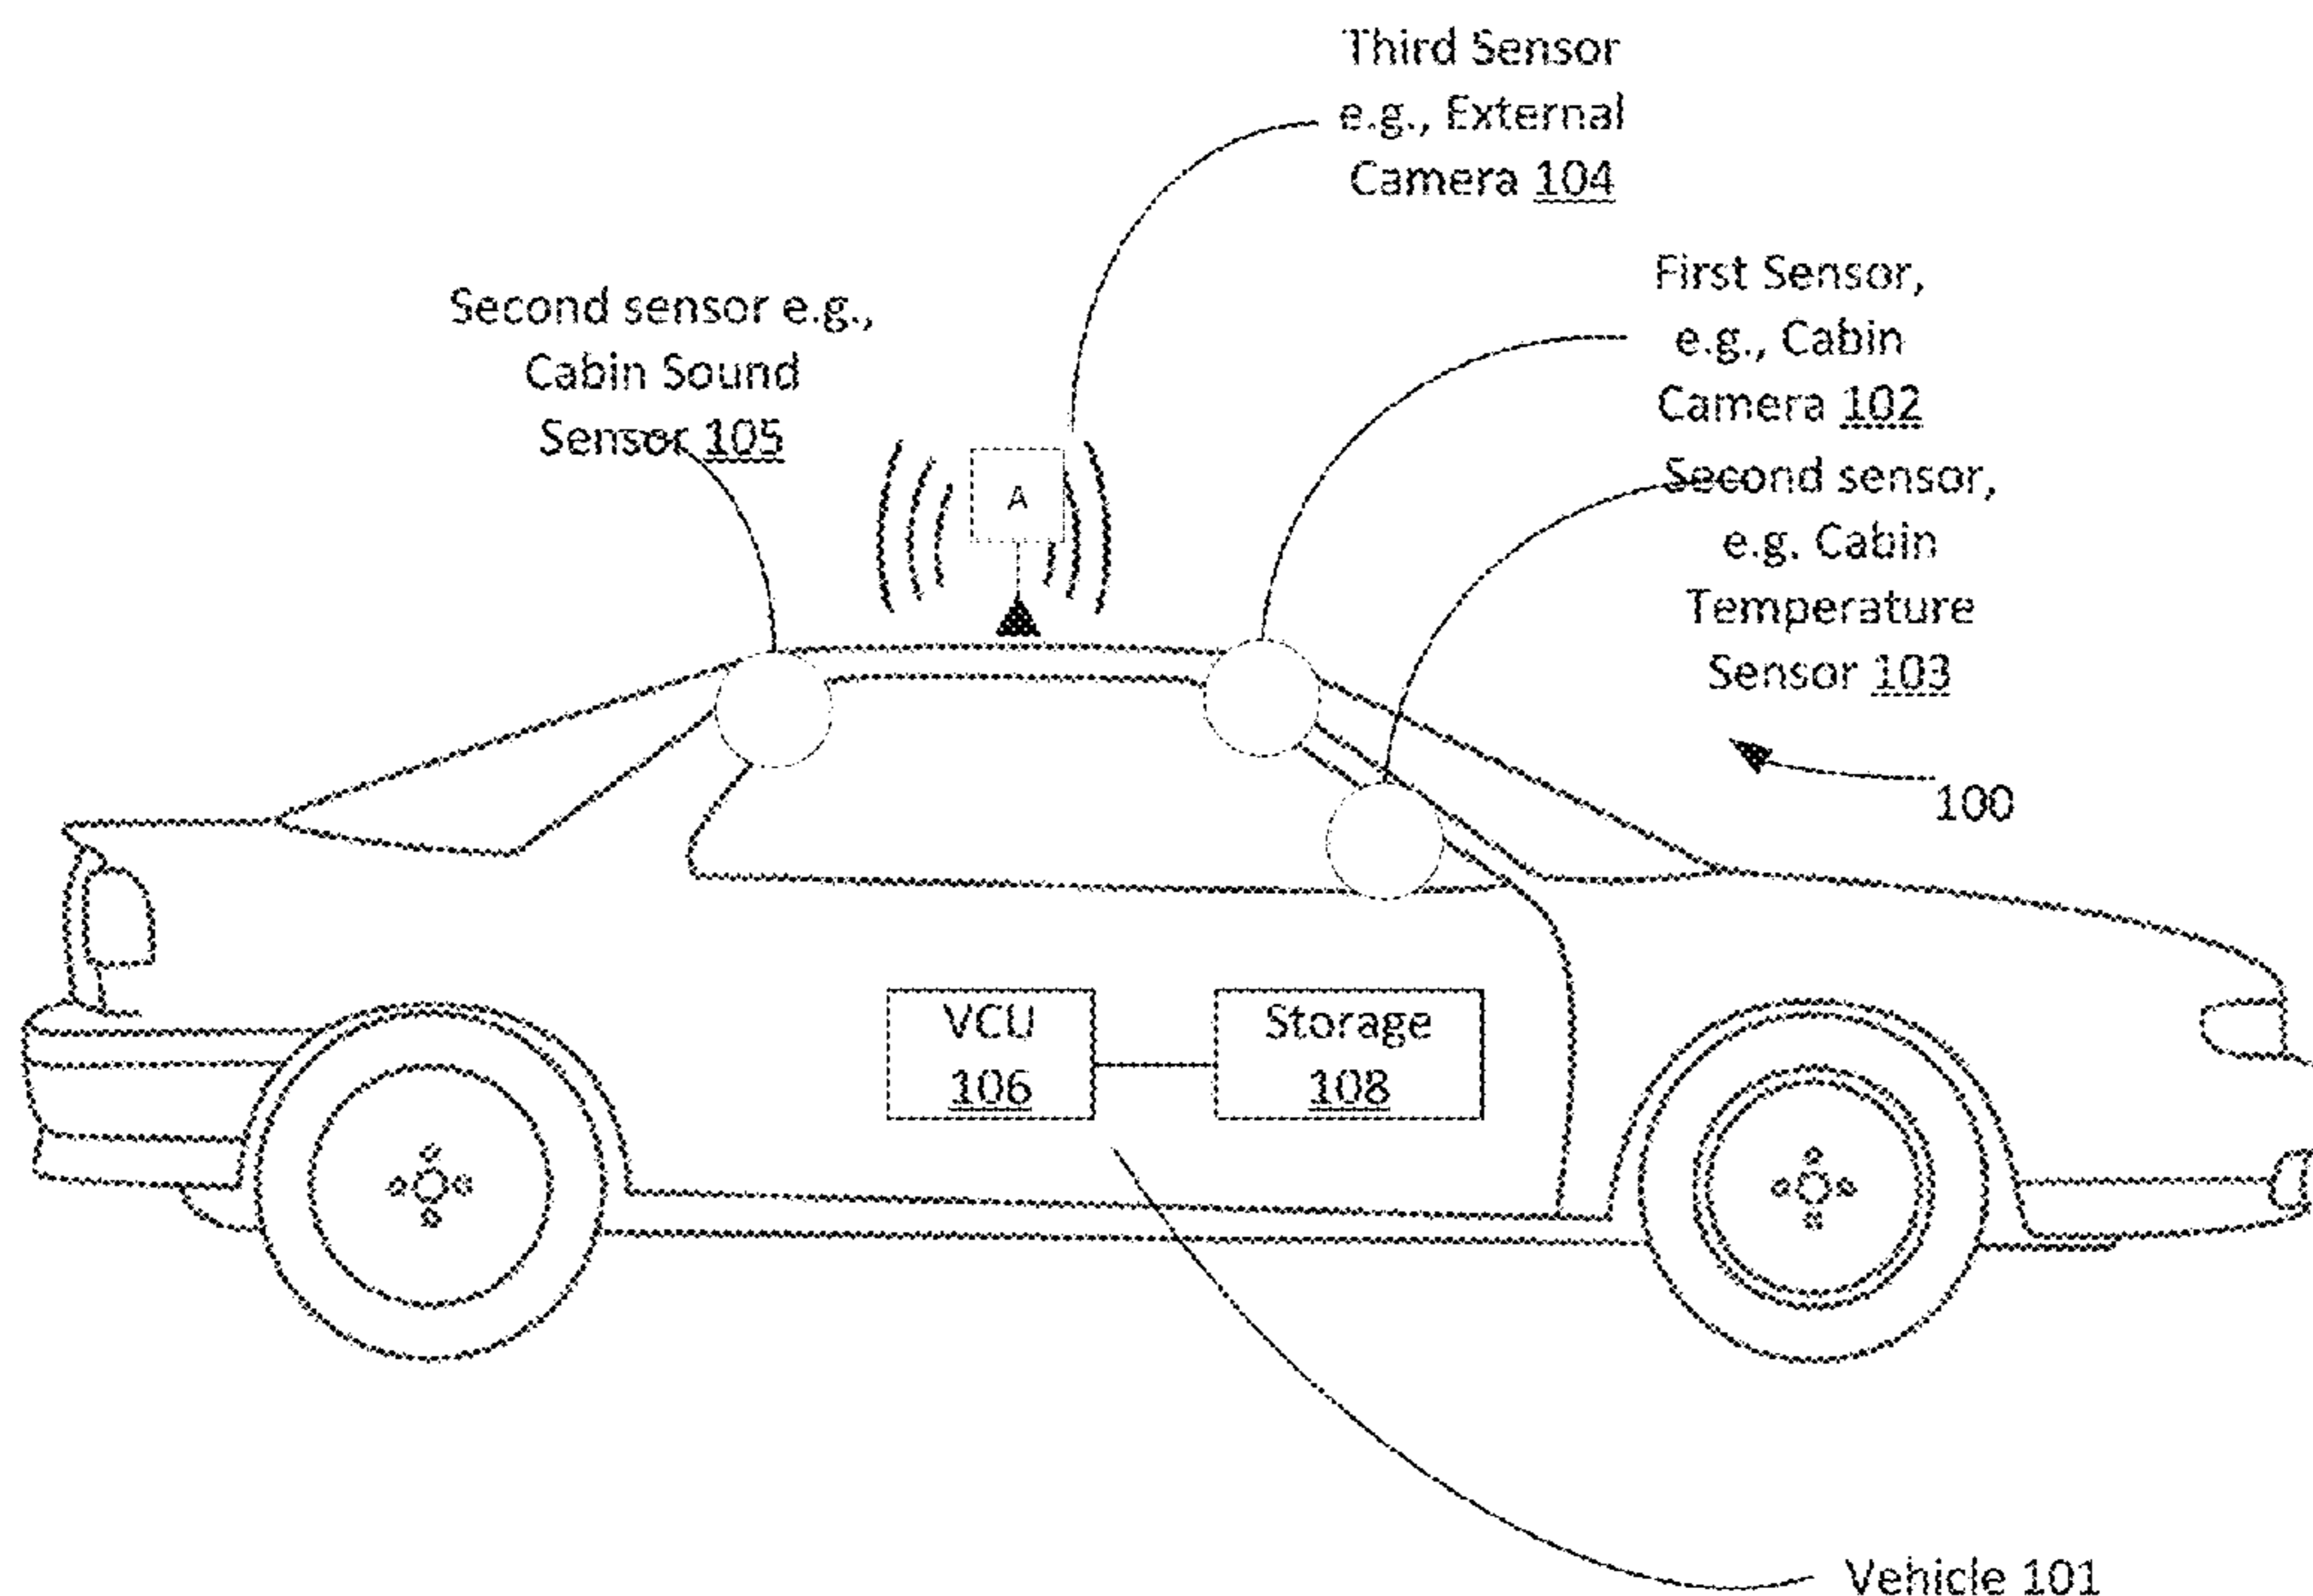 Third Sensor
e.g., External
Camera 104
Second sensor e.g.,
Cabin Sound
Sensor 105
First Sensor,
e.g., Cabin
Camera 102
A
Second sensor,
e.g. Cabin
Temperature
Sensor 103
100
VCU
106
Storage
108
Vehicle 101